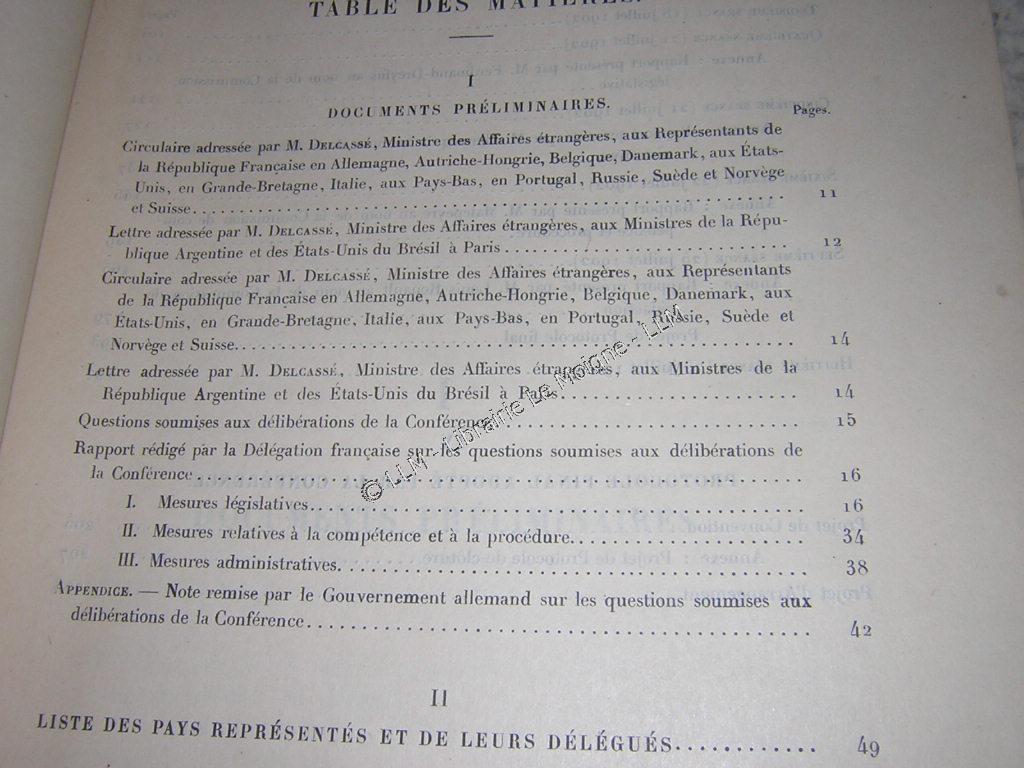 TABLE DES MATIÈRES.
I
DOCUMENTS PRÉLIMINAIRES.
Pages.
Circulaire adressée par M. DELCASSÉ, Ministre des Affaires étrangères, aux Représentants de
la République Française en Allemagne, Autriche-Hongrie, Belgique, Danemark, aux États-
Unis, en Grande-Bretagne, Italie, aux Pays-Bas, en Portugal, Russie, Suède et Norvège
et Suisse. 11
Lettre adressée par M. DELCASSÉ, Ministre des Affaires étrangères, aux Ministres de la Répu-
blique Argentine et des États-Unis du Brésil à Paris. 12
Circulaire adressée par M. DELCASSÉ, Ministre des Affaires étrangères, aux Représentants
de la République Française en Allemagne, Autriche-Hongrie, Belgique, Danemark, aux
États-Unis, en Grande-Bretagne, Italie, aux Pays-Bas, en Portugal, Russie, Suède et
Norvège et Suisse. 14
Lettre adressée par M. DELCASSÉ, Ministre des Affaires étrangères, aux Ministres de la
République Argentine et des États-Unis du Brésil à Paris. 14
Questions soumises aux délibérations de la Conférence. 15
Rapport rédigé par la Délégation française sur les questions soumises aux délibérations de
la Conférence. 16
I. Mesures législatives. 16
II. Mesures relatives à la compétence et à la procédure. 34
III. Mesures administratives. 38
APPENDICE. — Note remise par le Gouvernement allemand sur les questions soumises aux
délibérations de la Conférence. 42
II
LISTE DES PAYS REPRÉSENTÉS ET DE LEURS DÉLÉGUÉS. 49
© LLM - Librairie Le Moigne - LLM